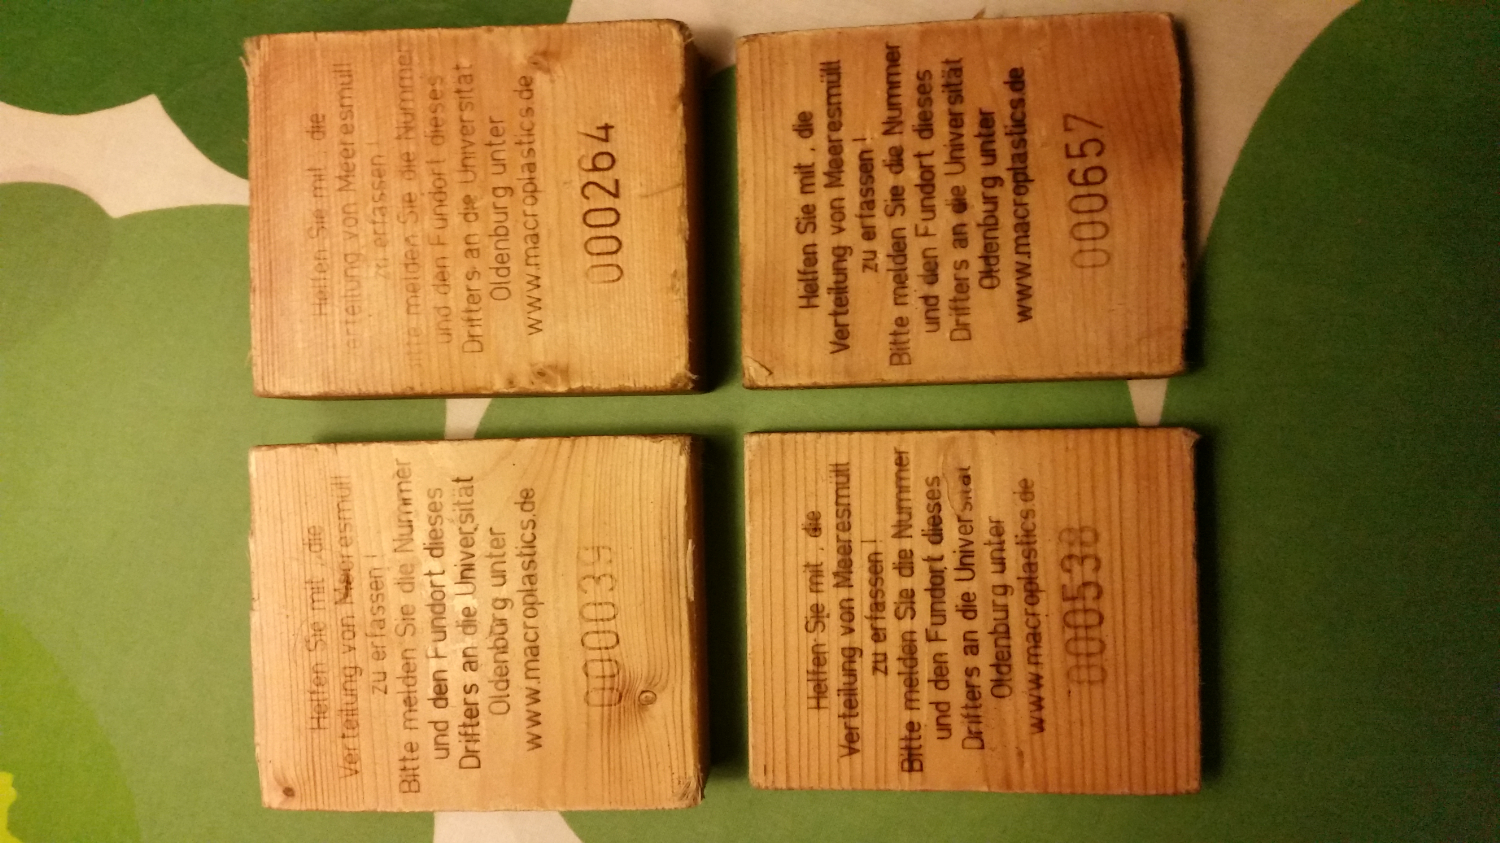 Helfen Sie mit , die
Verteilung von Meeresmüll
zu erfassen !
Bitte melden Sie die Nummer
und den Fundort dieses
Drifters an die Universität
Oldenburg unter
www.macroplastics.de
000039
Helfen Sie mit , die
Verteilung von Meeresmüll
zu erfassen !
Bitte melden Sie die Nummer
und den Fundort dieses
Drifters an die Universität
Oldenburg unter
www.macroplastics.de
000264
Helfen Sie mit , die
Verteilung von Meeresmüll
zu erfassen !
Bitte melden Sie die Nummer
und den Fundort dieses
Drifters an die Universität
Oldenburg unter
www.macroplastics.de
000538
Helfen Sie mit , die
Verteilung von Meeresmüll
zu erfassen !
Bitte melden Sie die Nummer
und den Fundort dieses
Drifters an die Universität
Oldenburg unter
www.macroplastics.de
000657